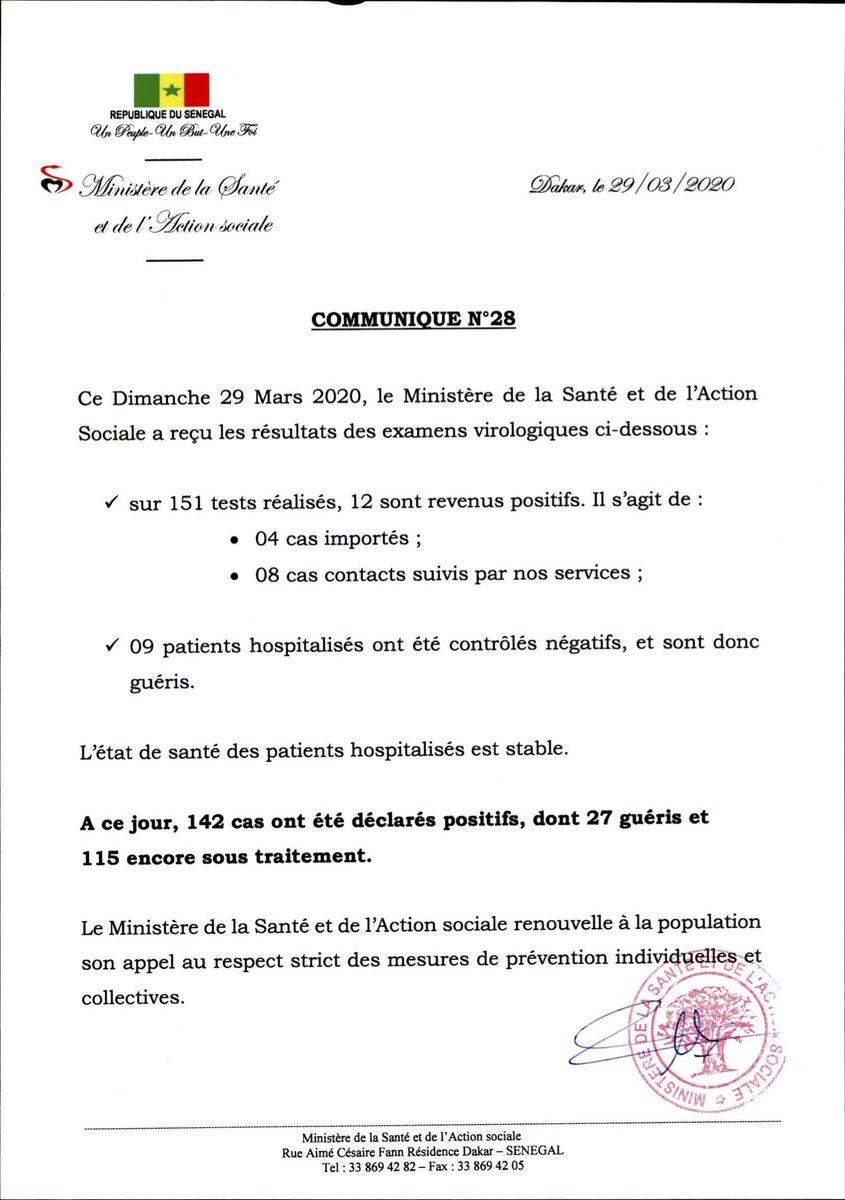 REPUBLIQUE DU SENEGAL
Un Peuple-Un But-Une Foi
Ministère de la Santé
et de l'Action sociale
Dakar, le 29/03/2020
COMMUNIQUE N°28
Ce Dimanche 29 Mars 2020, le Ministère de la Santé et de l'Action
Sociale a reçu les résultats des examens virologiques ci-dessous :
✓ sur 151 tests réalisés, 12 sont revenus positifs. Il s'agit de :
• 04 cas importés ;
• 08 cas contacts suivis par nos services ;
✓ 09 patients hospitalisés ont été contrôlés négatifs, et sont donc
guéris.
L'état de santé des patients hospitalisés est stable.
A ce jour, 142 cas ont été déclarés positifs, dont 27 guéris et
115 encore sous traitement.
Le Ministère de la Santé et de l'Action sociale renouvelle à la population
son appel au respect strict des mesures de prévention individuelles et
collectives.
MINISTERE DE LA SANTE ET DE L'ACTION SOCIALE
Ministère de la Santé et de l'Action sociale
Rue Aimé Césaire Fann Résidence Dakar – SENEGAL
Tel : 33 869 42 82 – Fax : 33 869 42 05